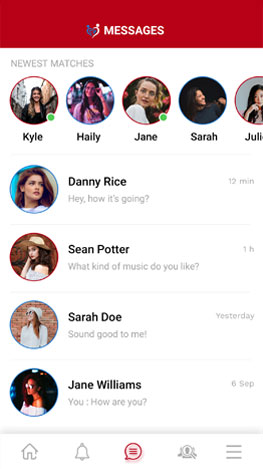 MESSAGES
NEWEST MATCHES
Kyle Haily Jane Sarah Juli
Danny Rice 12 min
Hey, how it's going?
Sean Potter 1 h
What kind of music do you like?
Sarah Doe Yesterday
Sound good to me!
Jane Williams 6 Sep
You : How are you?